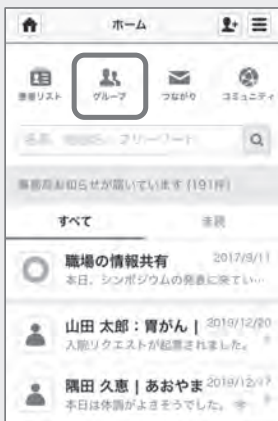 ホーム
患者リスト
グループ
つながり
コミュニティ
フリーワード
事務局お知らせが届いています (191件)
すべて
未読
職場の情報共有
2017/9/11
本日、シンポジウムの発表に来てい…
山田 太郎：胃がん |
2019/12/20
入院リクエストが起票されました。
隅田 久恵 | あおやま
2019/12/17
本日は体調がよさそうでした。